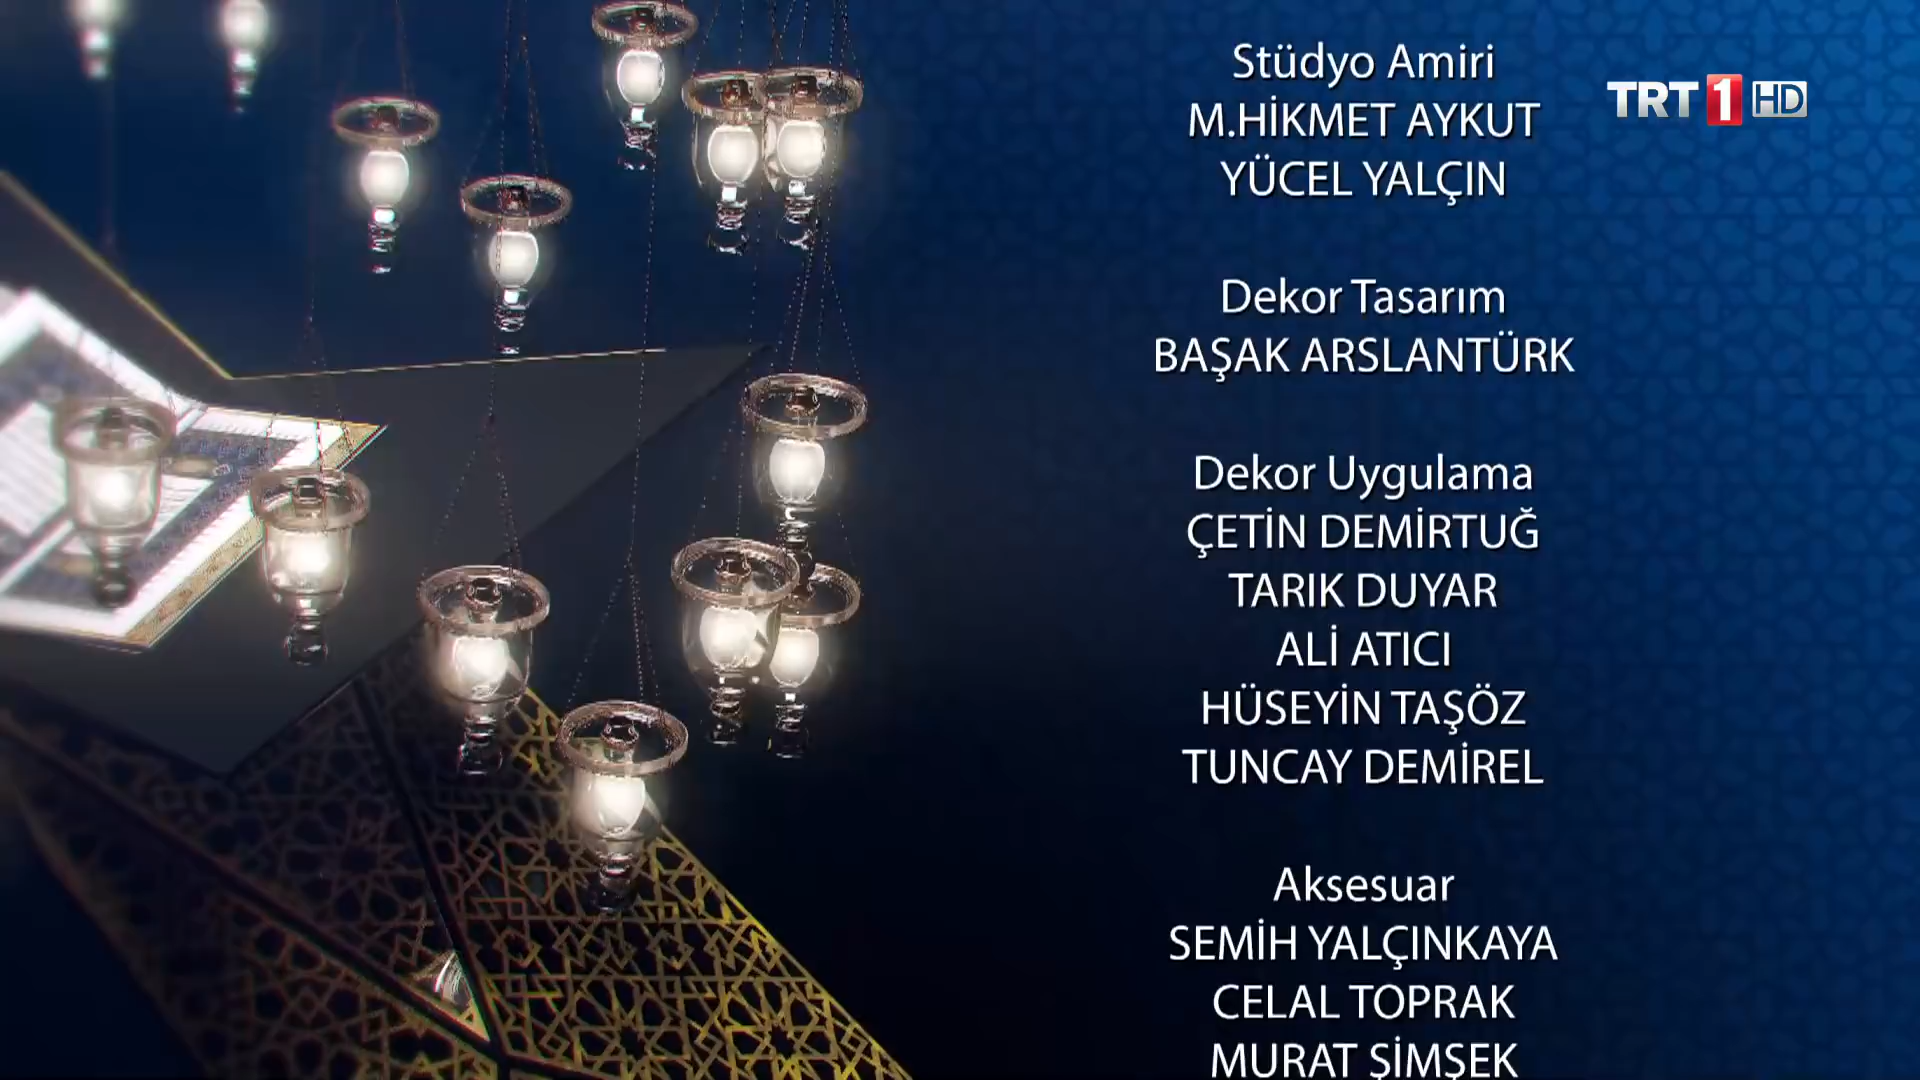 Stüdyo Amiri
M.HİKMET AYKUT
YÜCEL YALÇIN
TRT 1 HD
Dekor Tasarım
BAŞAK ARSLANTÜRK
Dekor Uygulama
ÇETİN DEMİRTUĞ
TARIK DUYAR
ALİ ATICI
HÜSEYİN TAŞÖZ
TUNCAY DEMİREL
Aksesuar
SEMİH YALÇINKAYA
CELAL TOPRAK
MURAT ŞİMŞEK